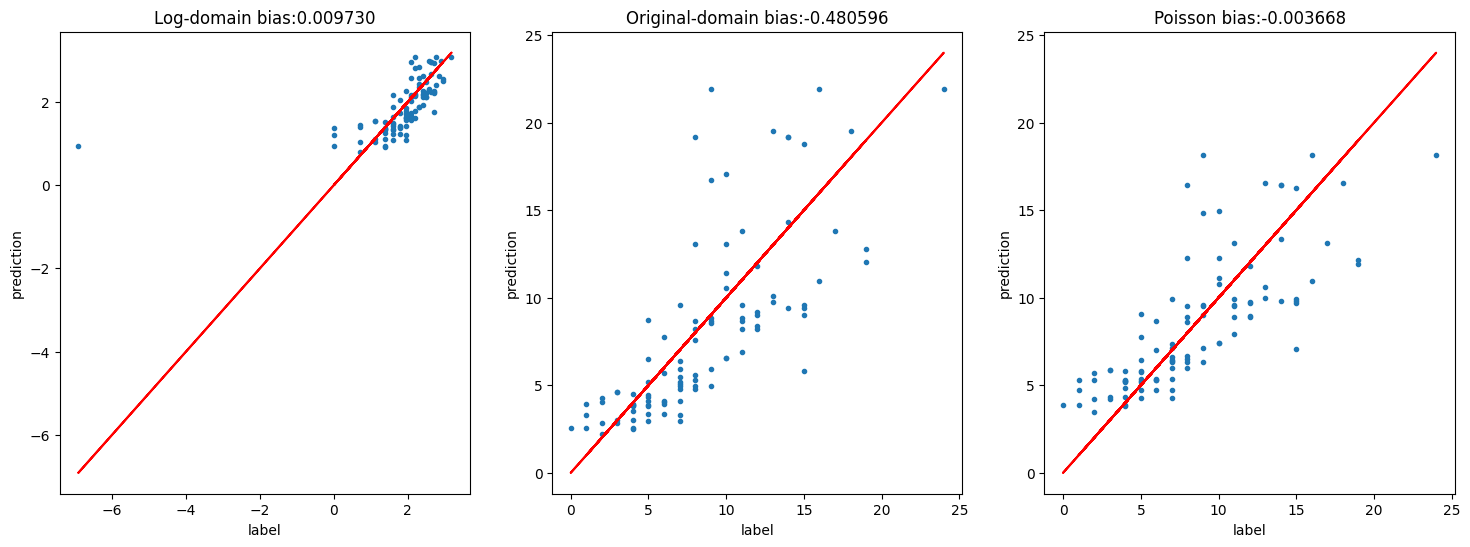 Log-domain bias:0.009730
prediction
2
0
−2
−4
−6
−6 −4 −2 0 2
label
Original-domain bias:-0.480596
prediction
25
20
15
10
5
0
0 5 10 15 20 25
label
Poisson bias:-0.003668
prediction
25
20
15
10
5
0
0 5 10 15 20 25
label